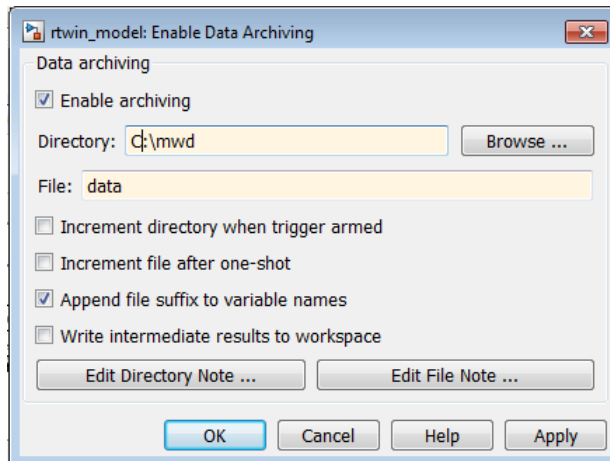 rtwin_model: Enable Data Archiving
Data archiving
Enable archiving
Directory: C:\mwd Browse ...
File: data
Increment directory when trigger armed
Increment file after one-shot
Append file suffix to variable names
Write intermediate results to workspace
Edit Directory Note ... Edit File Note ...
OK Cancel Help Apply